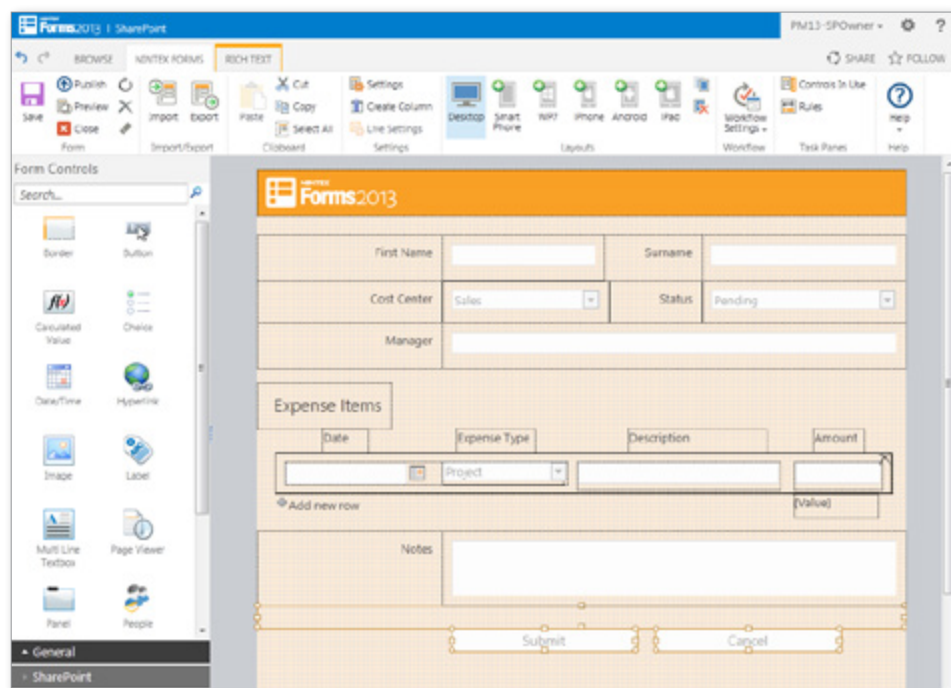 NINTEX
Forms2013 | SharePoint
PM13-SPOwner
?
BROWSE
NINTEX FORMS
RICH TEXT
SHARE
FOLLOW
Save
Publish
Preview
Close
Form
Import
Export
Import/Export
Paste
Cut
Copy
Select All
Clipboard
Settings
Create Column
Live Settings
Settings
Desktop
Smart
Phone
WP7
iPhone
Android
iPad
Layouts
Workflow
Settings
Workflow
Controls In Use
Rules
Task Panes
?
Help
Help
Form Controls
Search...
Border
Button
f(x)
Calculated
Value
Choice
Date/Time
Hyperlink
Image
Label
Multi Line
Textbox
Page Viewer
Panel
People
General
SharePoint
NINTEX
Forms2013
First Name
Surname
Cost Center
Sales
Status
Pending
Manager
Expense Items
Date
Expense Type
Description
Amount
Project
Add new row
(Value)
Notes
Submit
Cancel